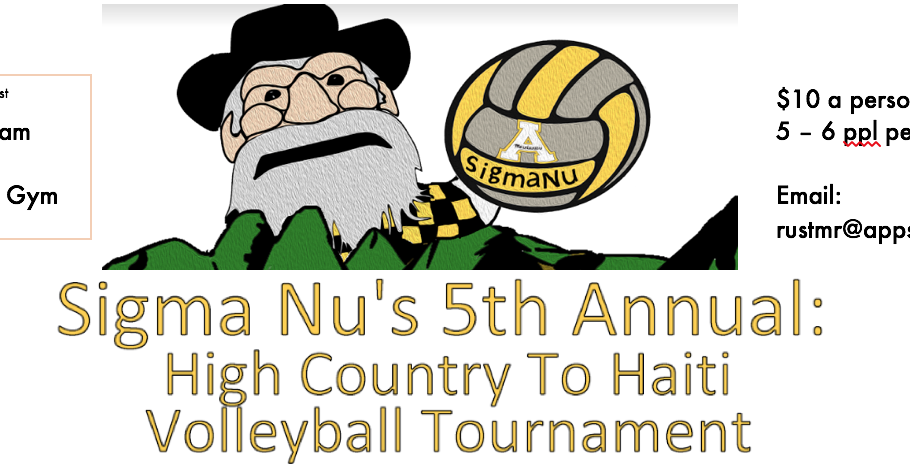 st
am
Gym
SigmaNu
$10 a perso
5 – 6 ppl pe
Email:
rustmr@apps
Sigma Nu's 5th Annual:
High Country To Haiti
Volleyball Tournament